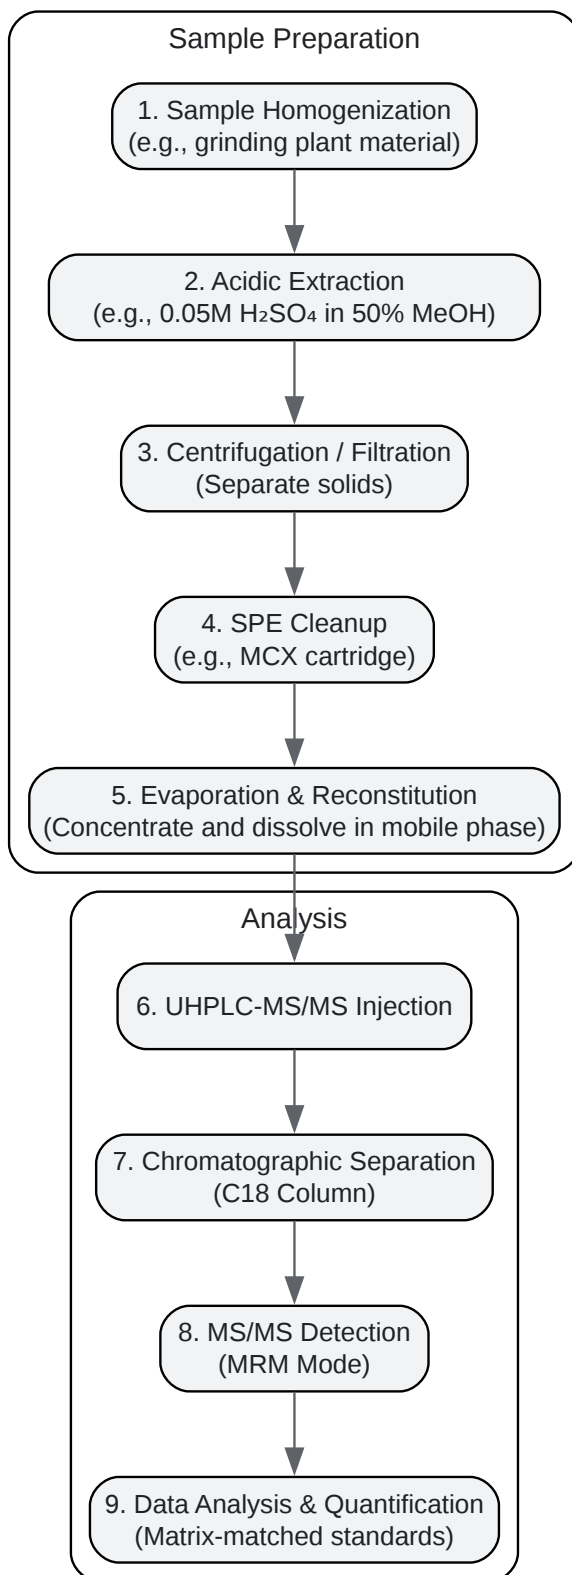 Sample Preparation
1. Sample Homogenization
(e.g., grinding plant material)
2. Acidic Extraction
(e.g., 0.05M H₂SO₄ in 50% MeOH)
3. Centrifugation / Filtration
(Separate solids)
4. SPE Cleanup
(e.g., MCX cartridge)
5. Evaporation & Reconstitution
(Concentrate and dissolve in mobile phase)
Analysis
6. UHPLC-MS/MS Injection
7. Chromatographic Separation
(C18 Column)
8. MS/MS Detection
(MRM Mode)
9. Data Analysis & Quantification
(Matrix-matched standards)